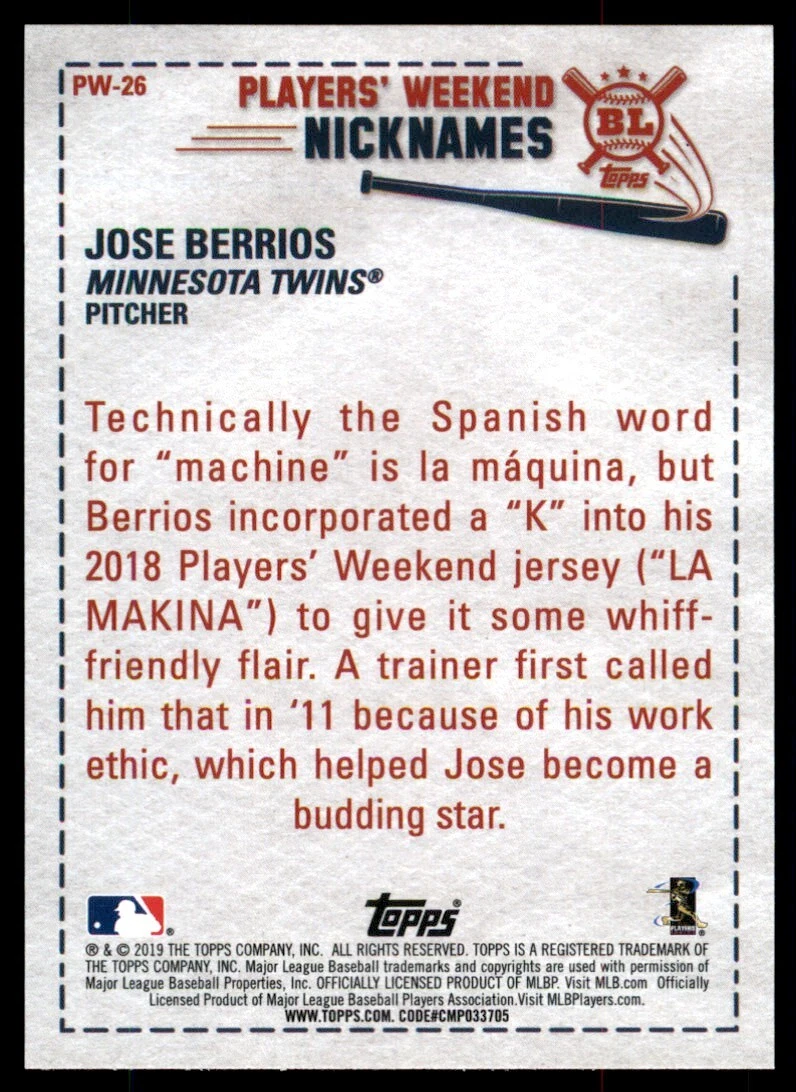 PW-26
PLAYERS' WEEKEND
NICKNAMES
BL
topps
JOSE BERRIOS
MINNESOTA TWINS®
PITCHER
Technically the Spanish word
for “machine” is la máquina, but
Berrios incorporated a “K” into his
2018 Players’ Weekend jersey (“LA
MAKINA”) to give it some whiff-
friendly flair. A trainer first called
him that in ‘11 because of his work
ethic, which helped Jose become a
budding star.
topps®
PLAYERS
® & © 2019 THE TOPPS COMPANY, INC. ALL RIGHTS RESERVED. TOPPS IS A REGISTERED TRADEMARK OF
THE TOPPS COMPANY, INC. Major League Baseball trademarks and copyrights are used with permission of
Major League Baseball Properties, Inc. OFFICIALLY LICENSED PRODUCT OF MLBP. Visit MLB.com Officially
Licensed Product of Major League Baseball Players Association.Visit MLBPlayers.com.
WWW.TOPPS.COM. CODE#CMP033705